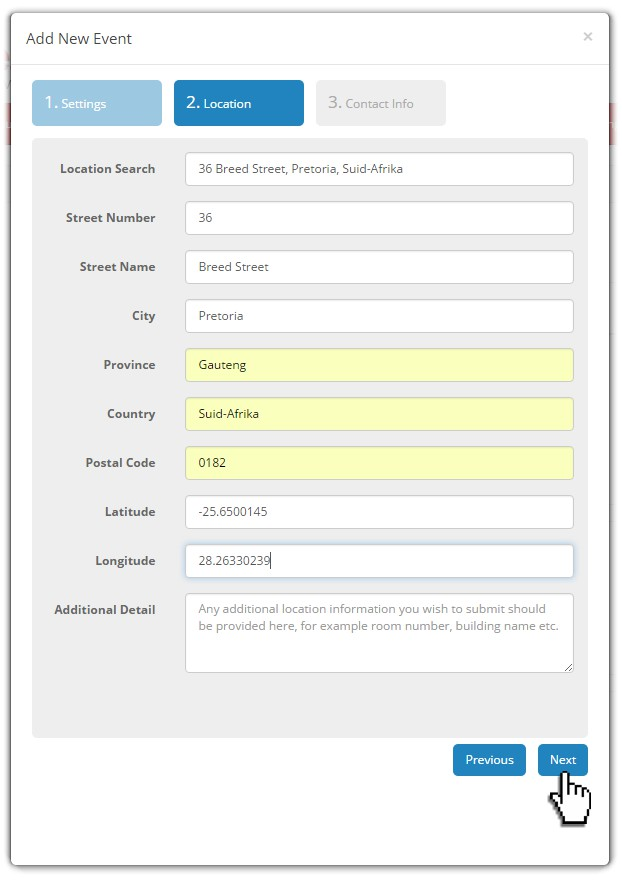 Add New Event ×
1. Settings 2. Location 3. Contact Info
Location Search 36 Breed Street, Pretoria, Suid-Afrika
Street Number 36
Street Name Breed Street
City Pretoria
Province Gauteng
Country Suid-Afrika
Postal Code 0182
Latitude -25.6500145
Longitude 28.26330239
Additional Detail Any additional location information you wish to submit should
be provided here, for example room number, building name etc.
Previous Next